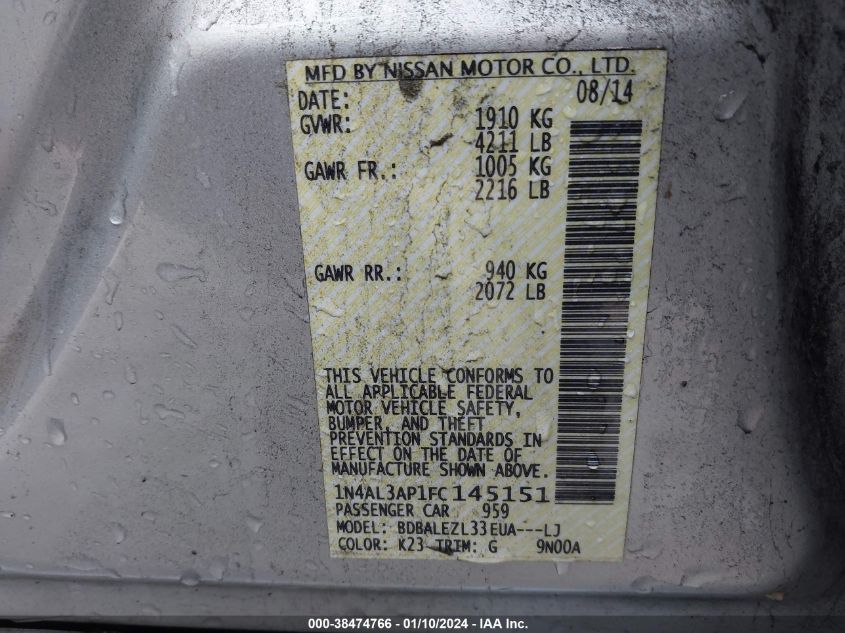 MFD BY NISSAN MOTOR CO., LTD.
DATE: 08/14
GVWR: 1910 KG
4211 LB
GAWR FR.: 1005 KG
2216 LB
GAWR RR.: 940 KG
2072 LB
THIS VEHICLE CONFORMS TO
ALL APPLICABLE FEDERAL
MOTOR VEHICLE SAFETY,
BUMPER, AND THEFT
PREVENTION STANDARDS IN
EFFECT ON THE DATE OF
MANUFACTURE SHOWN ABOVE.
1N4AL3AP1FC145151
PASSENGER CAR 959
MODEL: BDBALEZL33EUA---LJ
COLOR: K23 TRIM: G 9N00A
000-38474766 - 01/10/2024 - IAAI.com